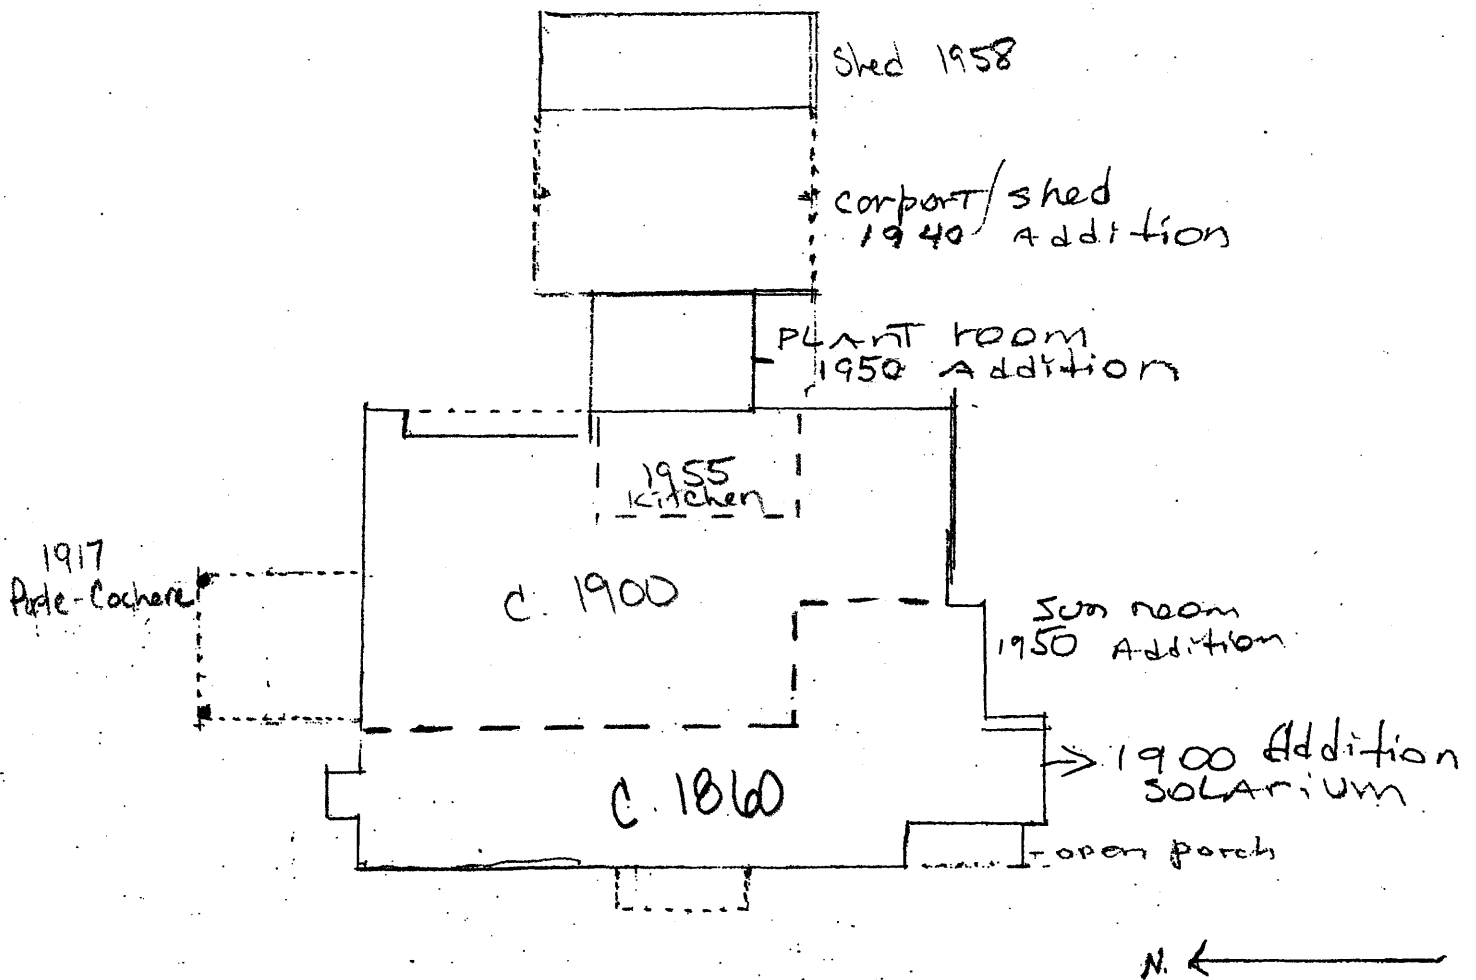 Shed 1958
carport/shed
1940 Addition
PLAnT room
1950 Addition
1955
Kitchen
1917
Porte-Cochere
C. 1900
Sun room
1950 Addition
1900 Addition
SOLAriUm
C. 1860
open porch
N.